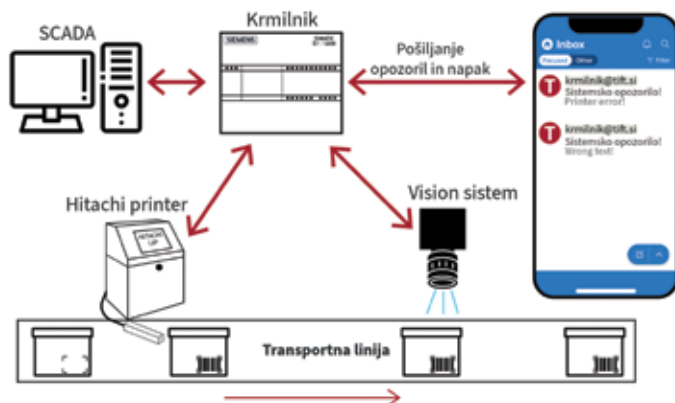 SCADA
Krmilnik
SIEMENS
Pošiljanje
opozoril in napak
Inbox
Focused
Other
Filter
krmilnik@tift.si
Sistemsko opozorilo!
Printer error!
krmilnik@tift.si
Sistemsko opozorilo!
Wrong text!
Hitachi printer
HITACHI
Vision sistem
Transportna linija